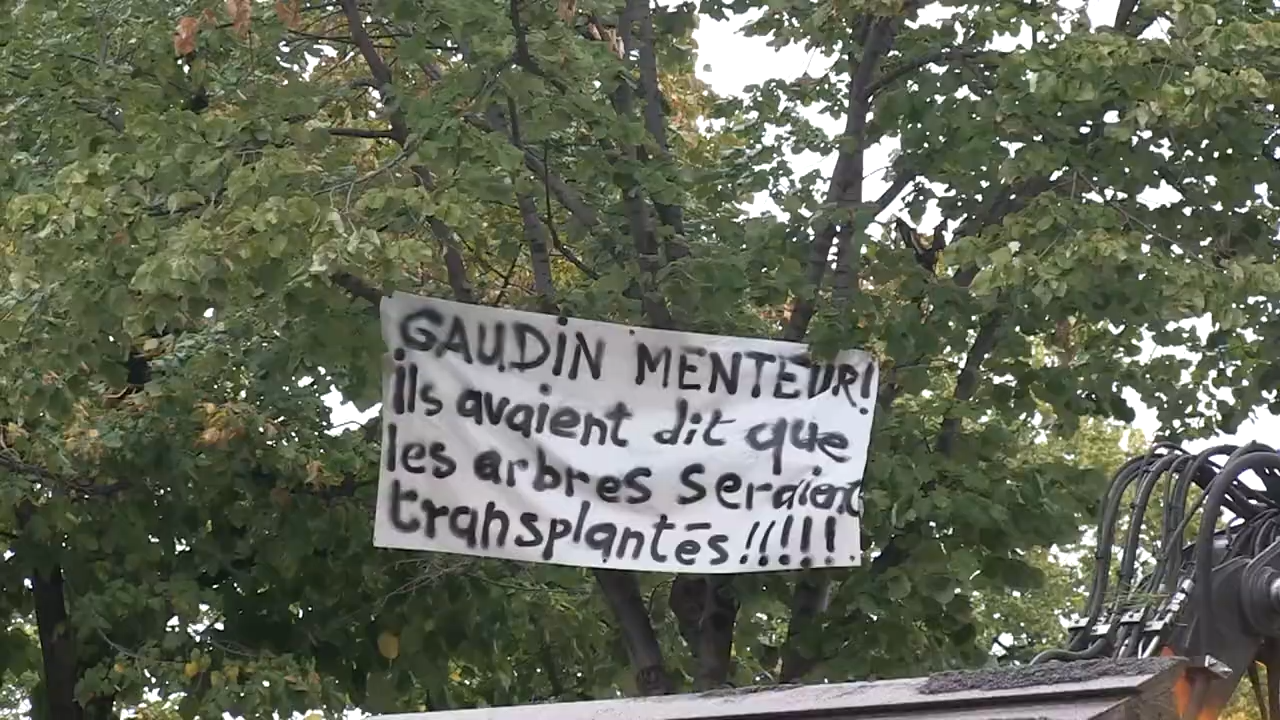 GAUDIN MENTEUR!
ils avaient dit que
les arbres seraient
transplantés !!!!!